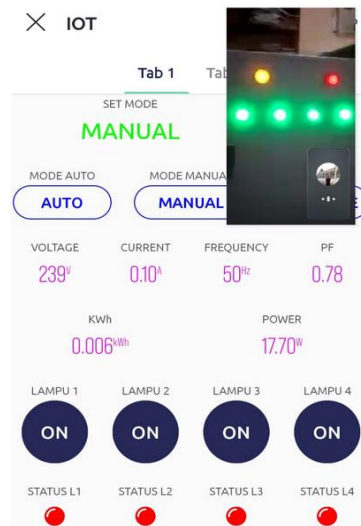 IOT
Tab 1
SET MODE
MANUAL
MODE AUTO MODE MANUA
AUTO MANUAL
VOLTAGE CURRENT FREQUENCY PF
239V 0.10A 50Hz 0.78
KWh POWER
0.006kWh 17.70W
LAMPU 1 LAMPU 2 LAMPU 3 LAMPU 4
ON ON ON ON
STATUS L1 STATUS L2 STATUS L3 STATUS L4